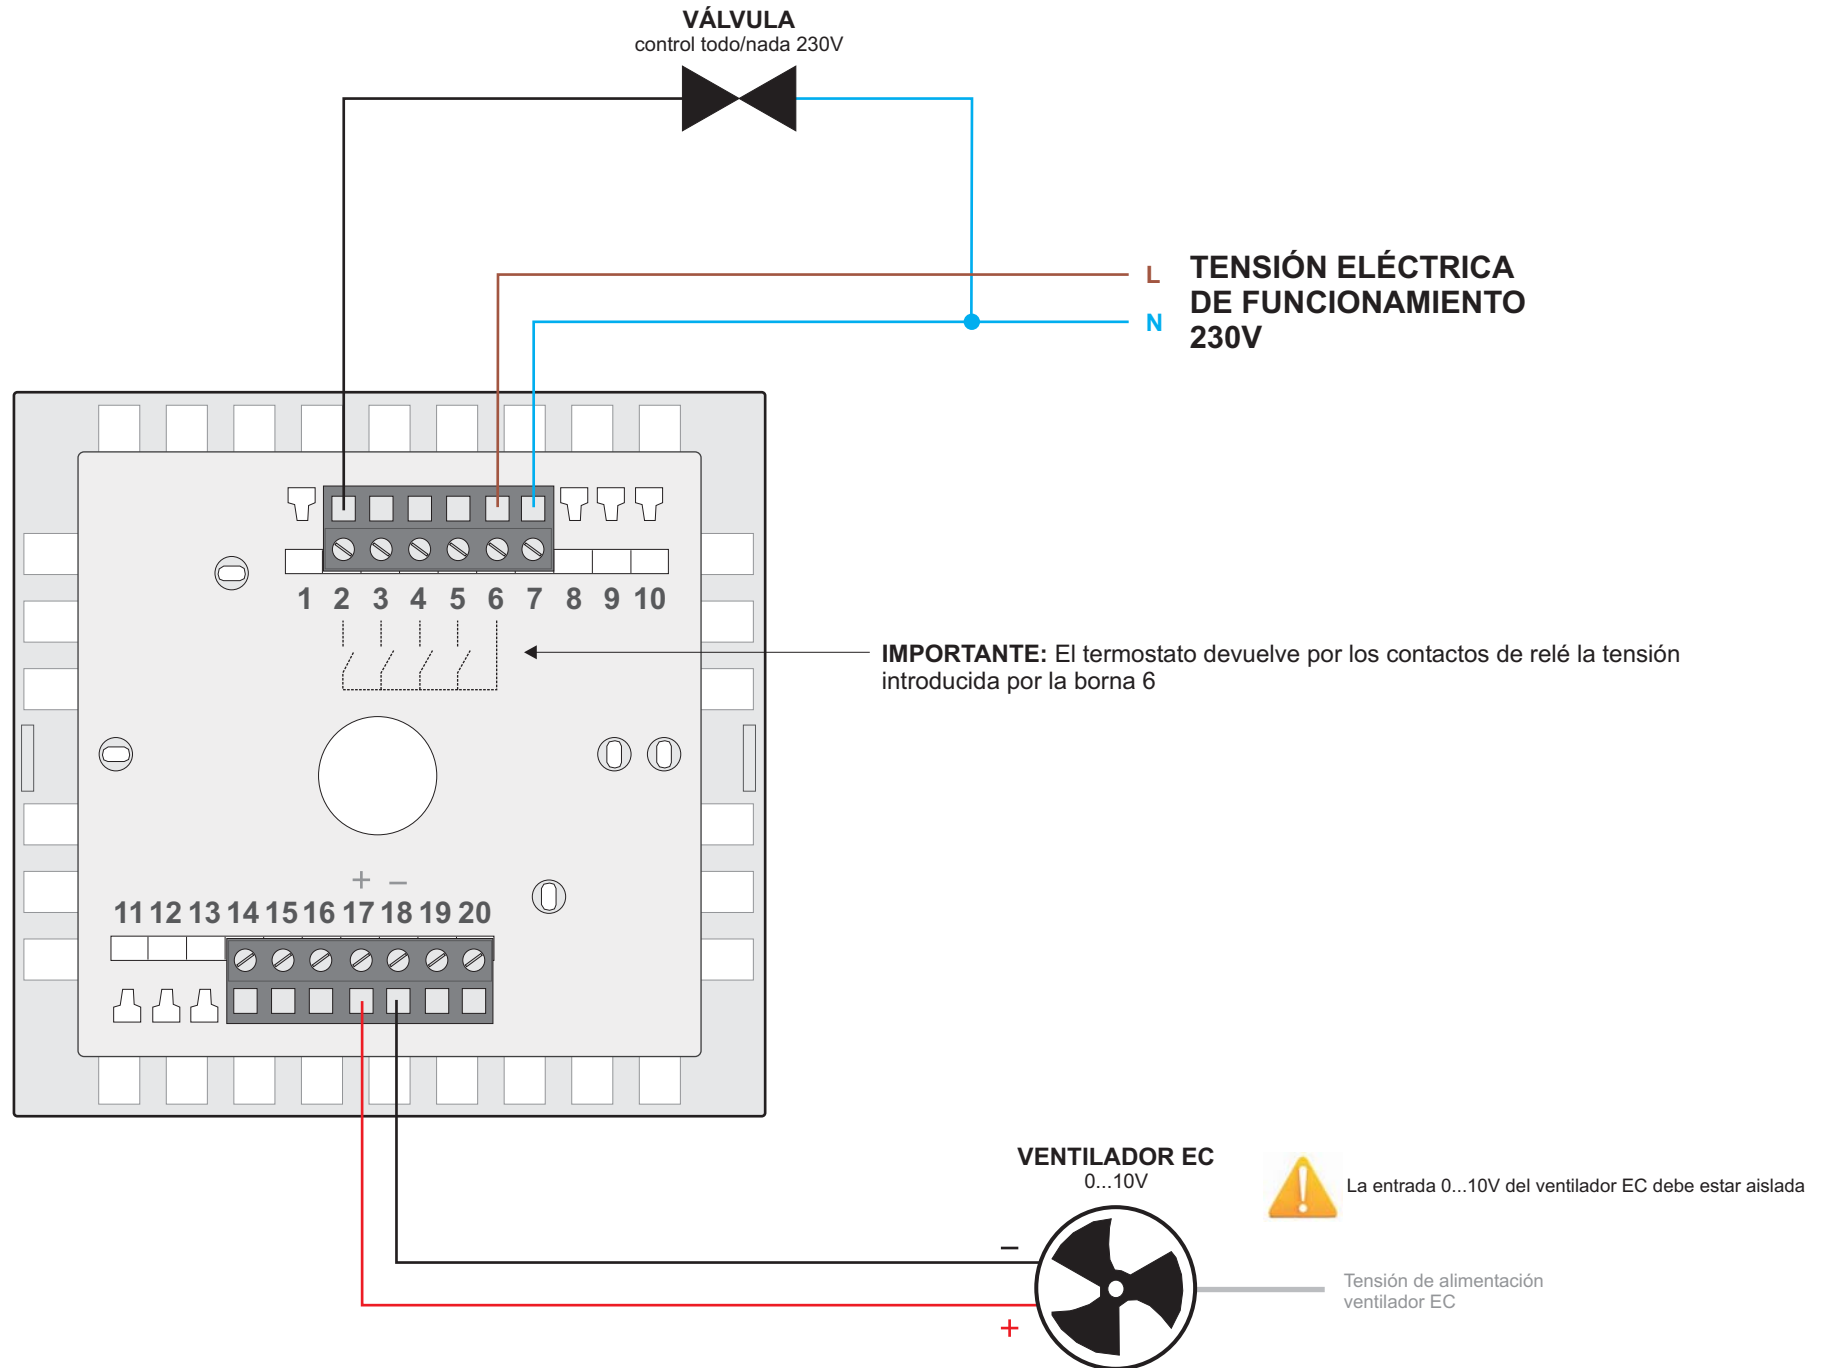 VÁLVULA
control todo/nada 230V
L
TENSIÓN ELÉCTRICA
DE FUNCIONAMIENTO
230V
N
1 2 3 4 5 6 7 8 9 10
IMPORTANTE: El termostato devuelve por los contactos de relé la tensión
introducida por la borna 6
+ –
11 12 13 14 15 16 17 18 19 20
VENTILADOR EC
0...10V
La entrada 0...10V del ventilador EC debe estar aislada
–
+
Tensión de alimentación
ventilador EC